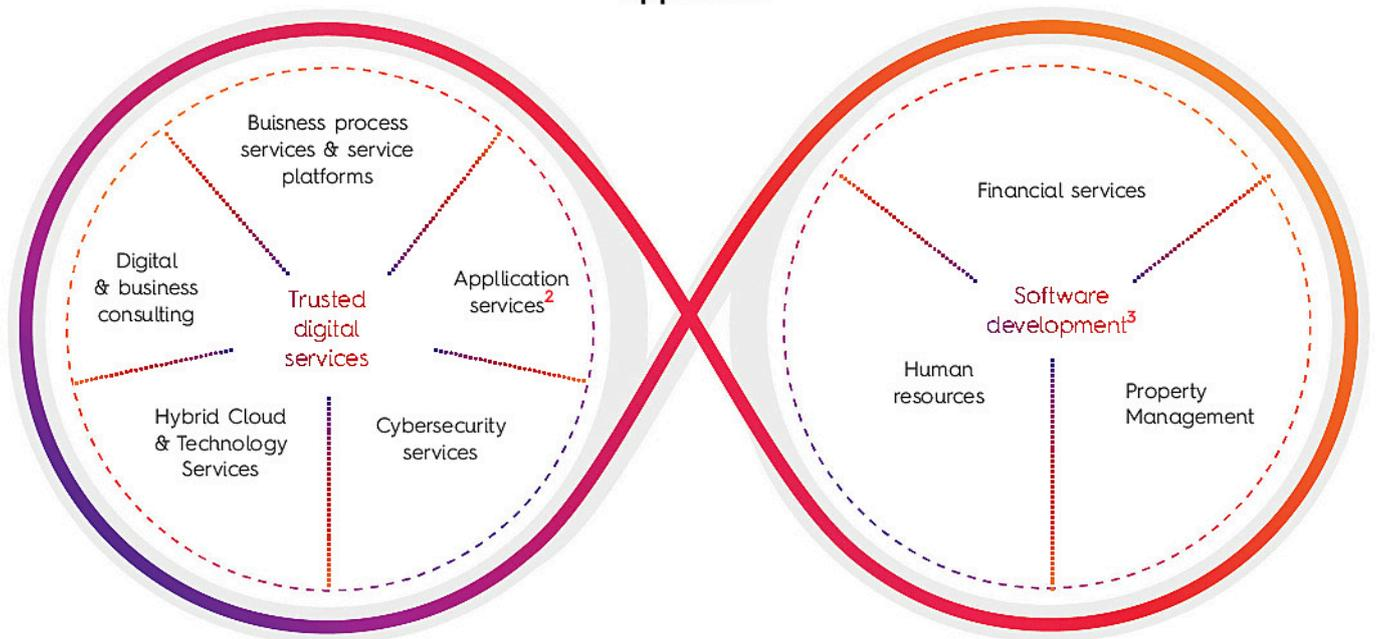 Buisness process
services & service
platforms
Digital
& business
consulting
Appllication
services2
Trusted
digital
services
Hybrid Cloud
& Technology
Services
Cybersecurity
services
Financial services
Software
development3
Human
resources
Property
Management